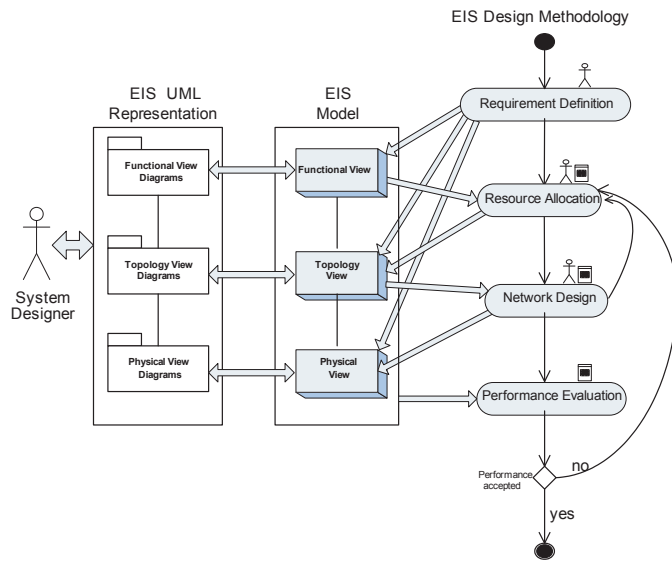 EIS Design Methodology
EIS UML
Representation
EIS
Model
Requirement Definition
Functional View
Diagrams
Functional View
Resource Allocation
System
Designer
Topology View
Diagrams
Topology
View
Network Design
Physical View
Diagrams
Physical
View
Performance Evaluation
Performance
accepted
no
yes